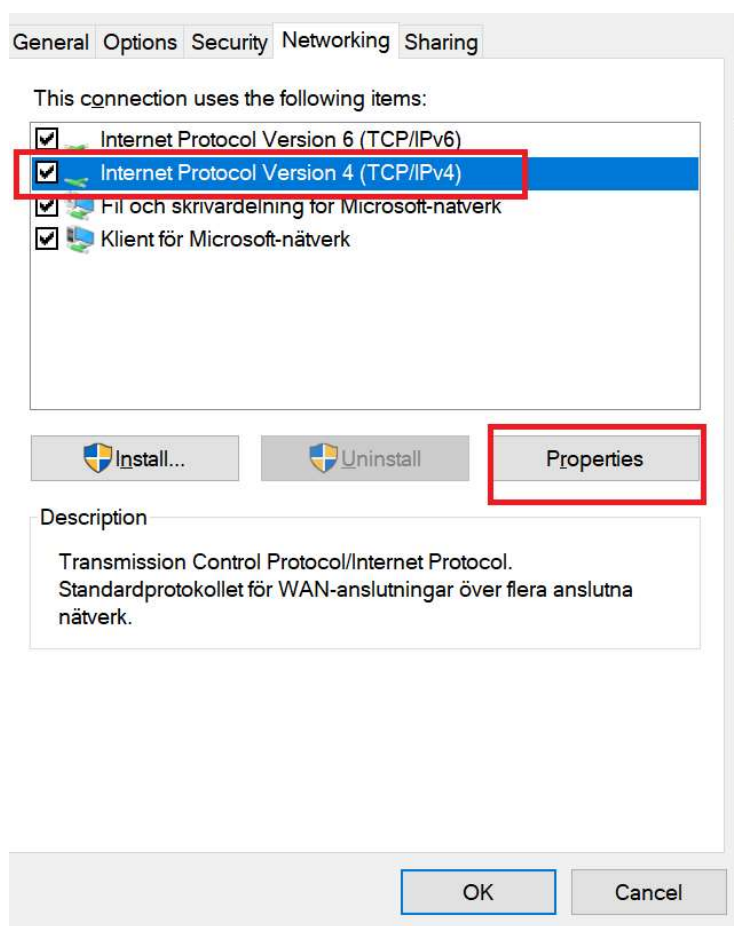 General Options Security Networking Sharing
This connection uses the following items:
Internet Protocol Version 6 (TCP/IPv6)
Internet Protocol Version 4 (TCP/IPv4)
Fil och skrivardelning för Microsoft-nätverk
Klient för Microsoft-nätverk
Install... Uninstall Properties
Description
Transmission Control Protocol/Internet Protocol.
Standardprotokollet för WAN-anslutningar över flera anslutna
nätverk.
OK Cancel